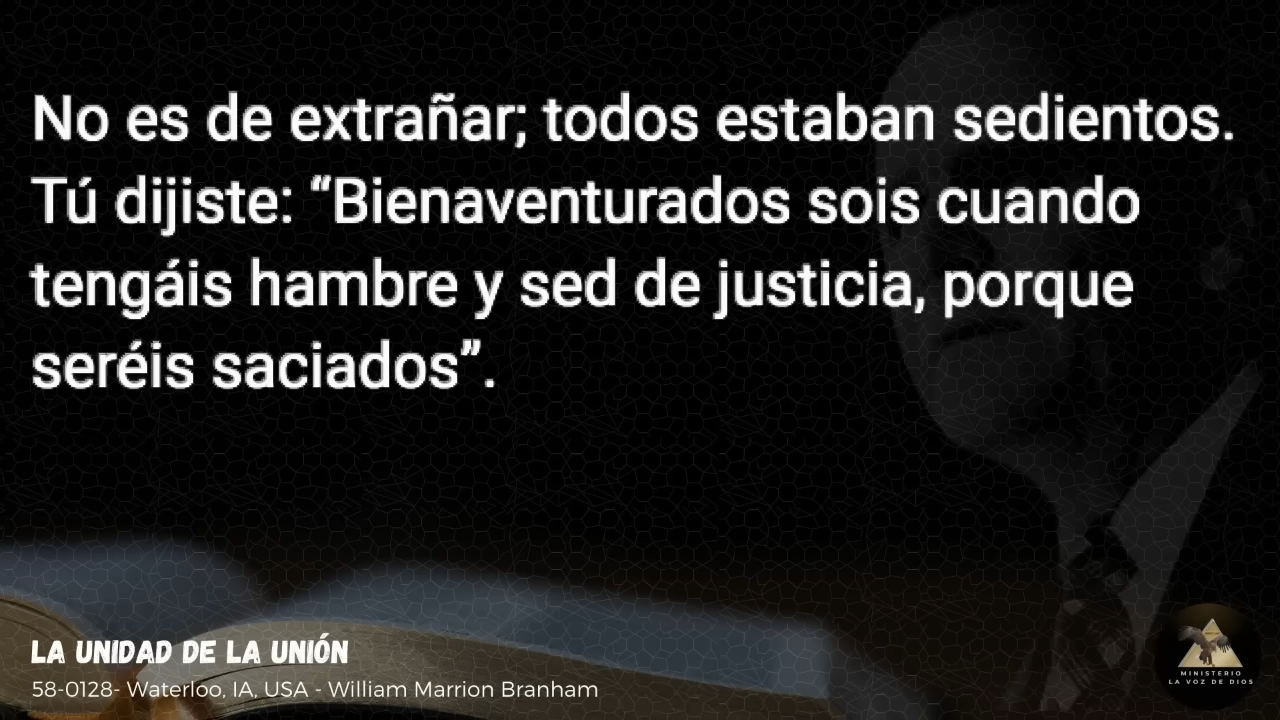 No es de extrañar; todos estaban sedientos.
Tú dijiste: “Bienaventurados sois cuando
tengáis hambre y sed de justicia, porque
seréis saciados”.
LA UNIDAD DE LA UNIÓN
58-0128- Waterloo, IA, USA - William Marrion Branham
MINISTERIO
LA VOZ DE DIOS